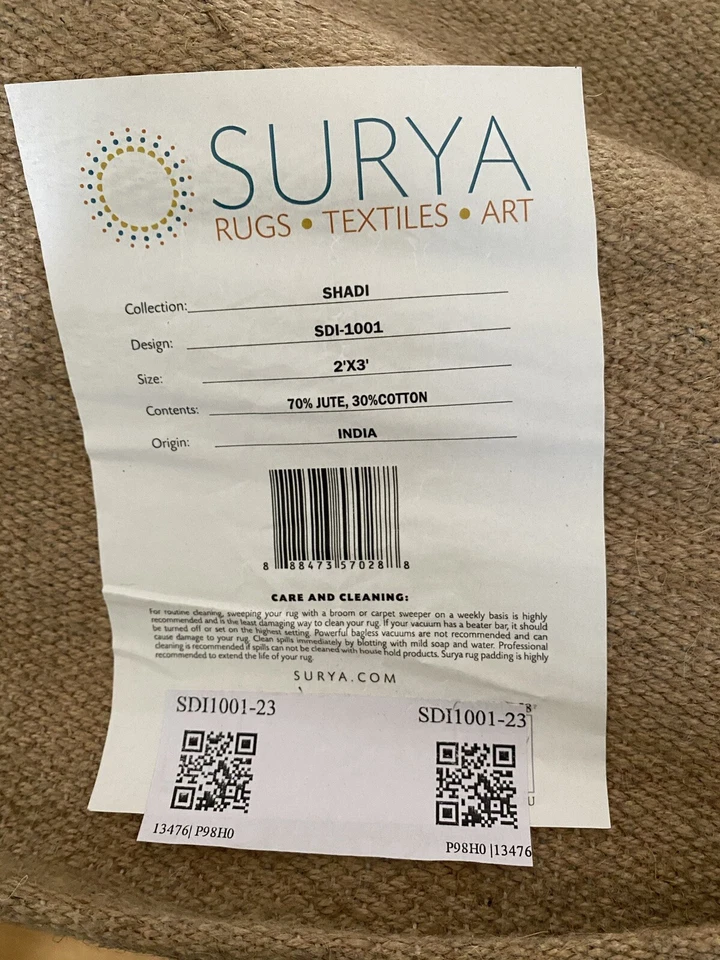 SURYA
RUGS • TEXTILES • ART
Collection: SHADI
Design: SDI-1001
Size: 2'X3'
Contents: 70% JUTE, 30%COTTON
Origin: INDIA
8 88473 57028 8
CARE AND CLEANING:
For routine cleaning, sweeping your rug with a broom or carpet sweeper on a weekly basis is highly
recommended and is the least damaging way to clean your rug. If your vacuum has a beater bar, it should
be turned off or set on the highest setting. Powerful bagless vacuums are not recommended and can
cause damage to your rug. Clean spills immediately by blotting with mild soap and water. Professional
cleaning is recommended if spills can not be cleaned with house hold products. Surya rug padding is highly
recommended to extend the life of your rug.
SURYA.COM
SDI1001-23 SDI1001-23
13476| P98H0 P98H0 |13476